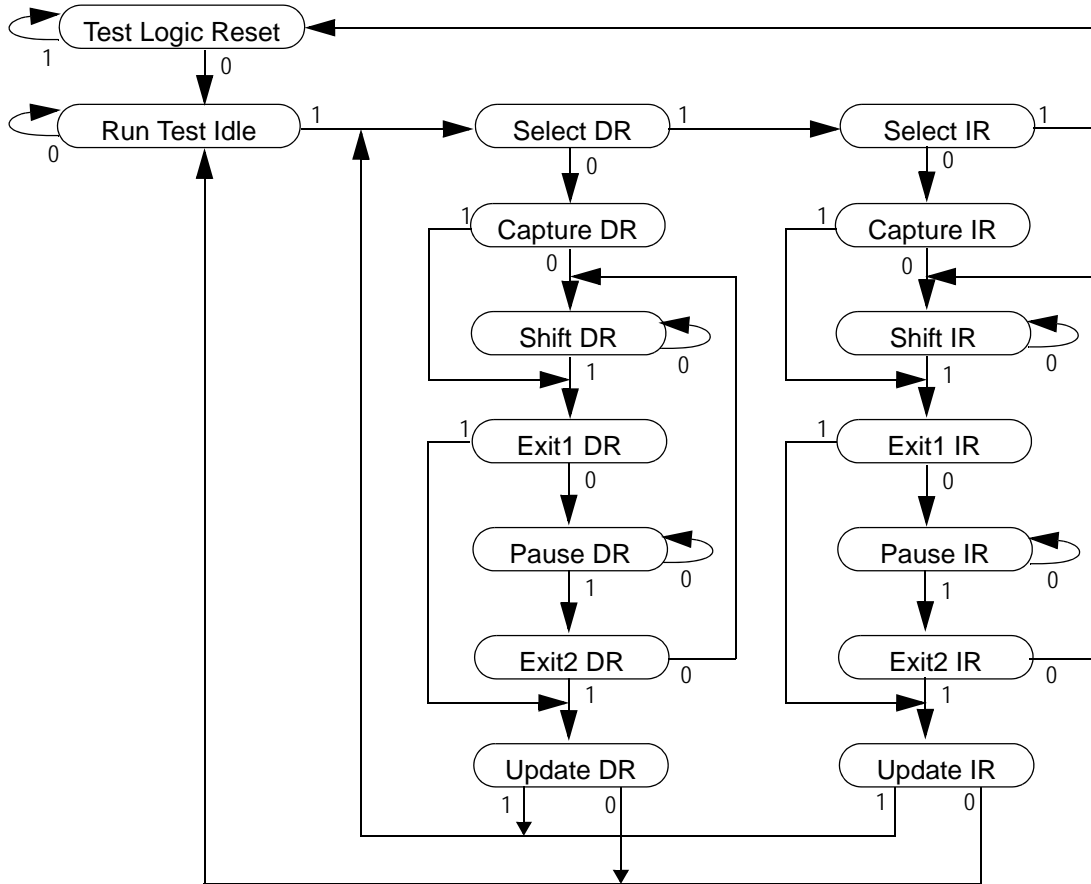 Test Logic Reset
1
0
Run Test Idle
1
0
Select DR
1
0
Select IR
1
0
1
Capture DR
0
1
Capture IR
0
Shift DR
0
1
Shift IR
0
1
1
Exit1 DR
0
1
Exit1 IR
0
Pause DR
0
1
Pause IR
0
1
Exit2 DR
0
1
Exit2 IR
0
1
Update DR
1
0
Update IR
1
0